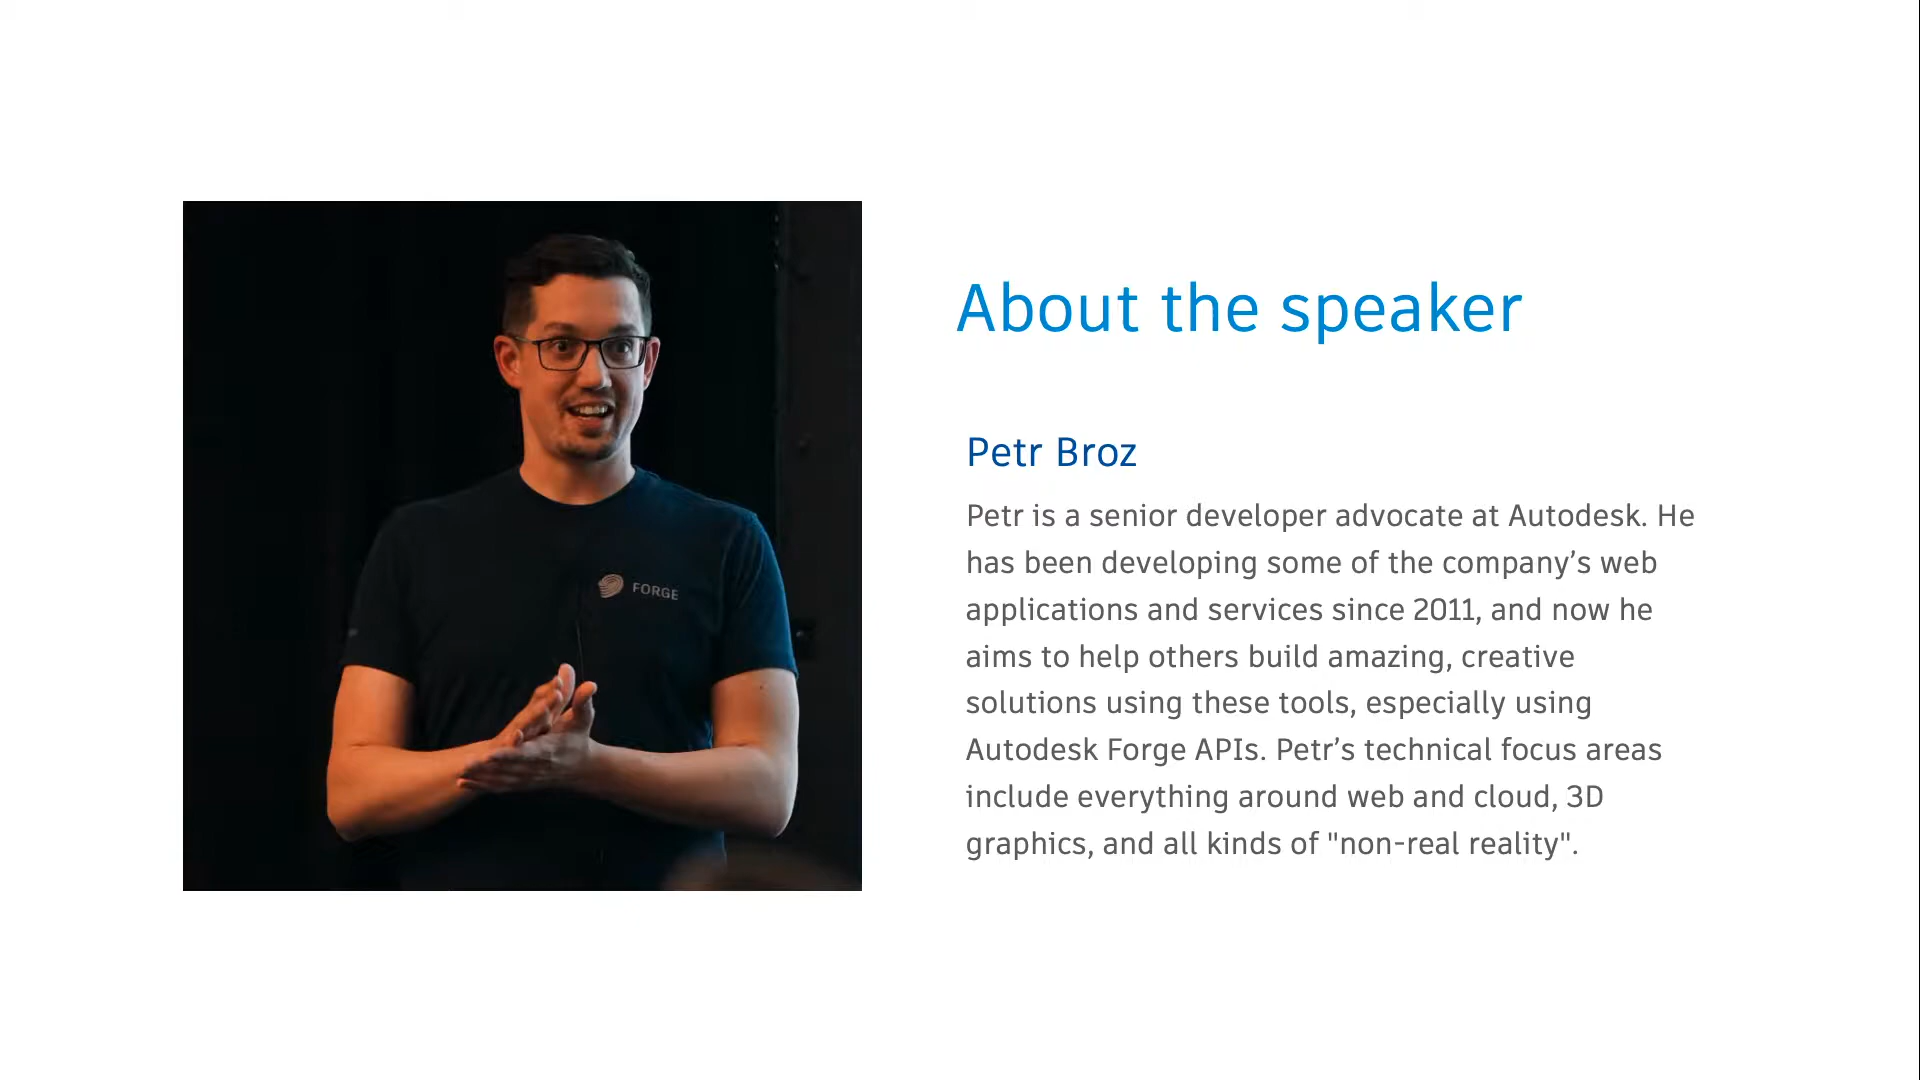 FORGE
About the speaker
Petr Broz
Petr is a senior developer advocate at Autodesk. He
has been developing some of the company’s web
applications and services since 2011, and now he
aims to help others build amazing, creative
solutions using these tools, especially using
Autodesk Forge APIs. Petr’s technical focus areas
include everything around web and cloud, 3D
graphics, and all kinds of "non-real reality".